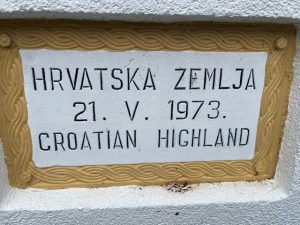 HRVATSKA ZEMLJA
21. V. 1973.
CROATIAN HIGHLAND